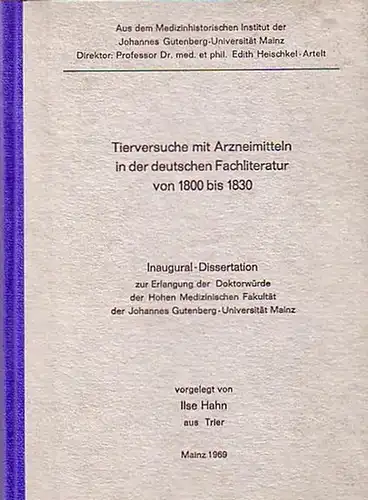 Aus dem Medizinhistorischen Institut der
Johannes Gutenberg-Universität Mainz
Direktor: Professor Dr. med. et phil. Edith Heischkel-Artelt
Tierversuche mit Arzneimitteln
in der deutschen Fachliteratur
von 1800 bis 1830
Inaugural-Dissertation
zur Erlangung der Doktorwürde
der Hohen Medizinischen Fakultät
der Johannes Gutenberg-Universität Mainz
vorgelegt von
Ilse Hahn
aus Trier
Mainz 1969